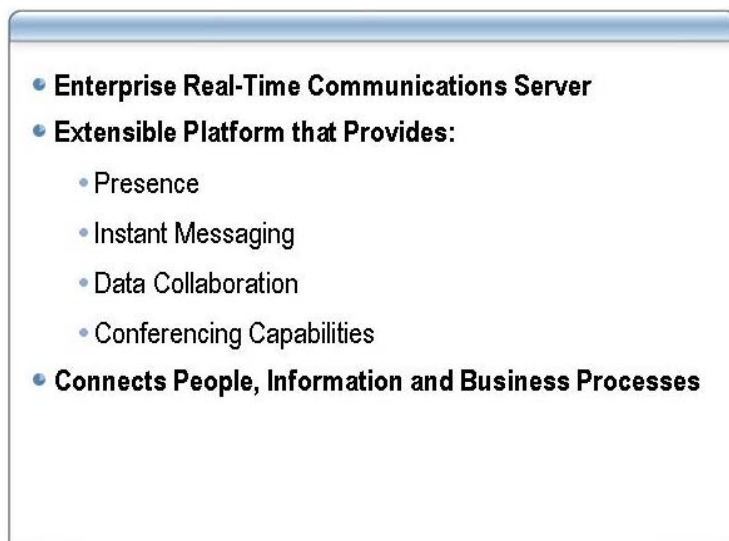 Enterprise Real-Time Communications Server
Extensible Platform that Provides:
Presence
Instant Messaging
Data Collaboration
Conferencing Capabilities
Connects People, Information and Business Processes